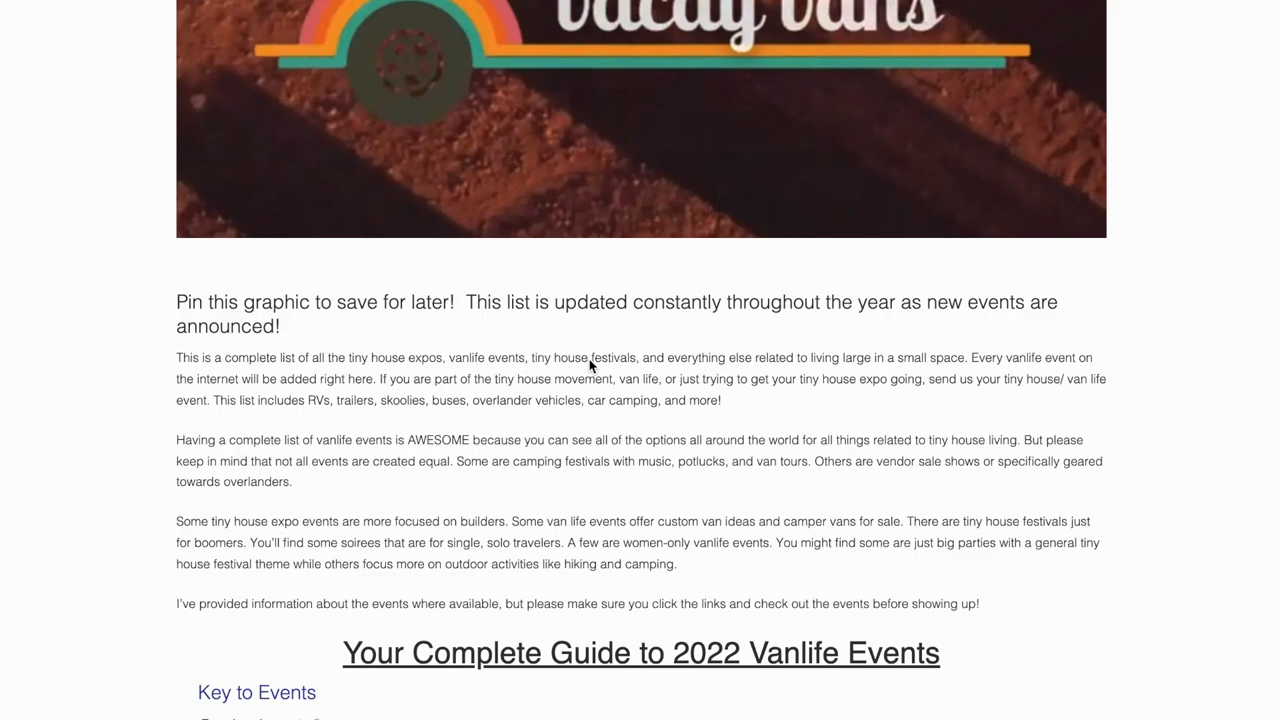 vacay vans
Pin this graphic to save for later!  This list is updated constantly throughout the year as new events are
announced!
This is a complete list of all the tiny house expos, vanlife events, tiny house festivals, and everything else related to living large in a small space. Every vanlife event on
the internet will be added right here. If you are part of the tiny house movement, van life, or just trying to get your tiny house expo going, send us your tiny house/ van life
event. This list includes RVs, trailers, skoolies, buses, overlander vehicles, car camping, and more!
Having a complete list of vanlife events is AWESOME because you can see all of the options all around the world for all things related to tiny house living. But please
keep in mind that not all events are created equal. Some are camping festivals with music, potlucks, and van tours. Others are vendor sale shows or specifically geared
towards overlanders.
Some tiny house expo events are more focused on builders. Some van life events offer custom van ideas and camper vans for sale. There are tiny house festivals just
for boomers. You'll find some soirees that are for single, solo travelers. A few are women-only vanlife events. You might find some are just big parties with a general tiny
house festival theme while others focus more on outdoor activities like hiking and camping.
I've provided information about the events where available, but please make sure you click the links and check out the events before showing up!
Your Complete Guide to 2022 Vanlife Events
Key to Events